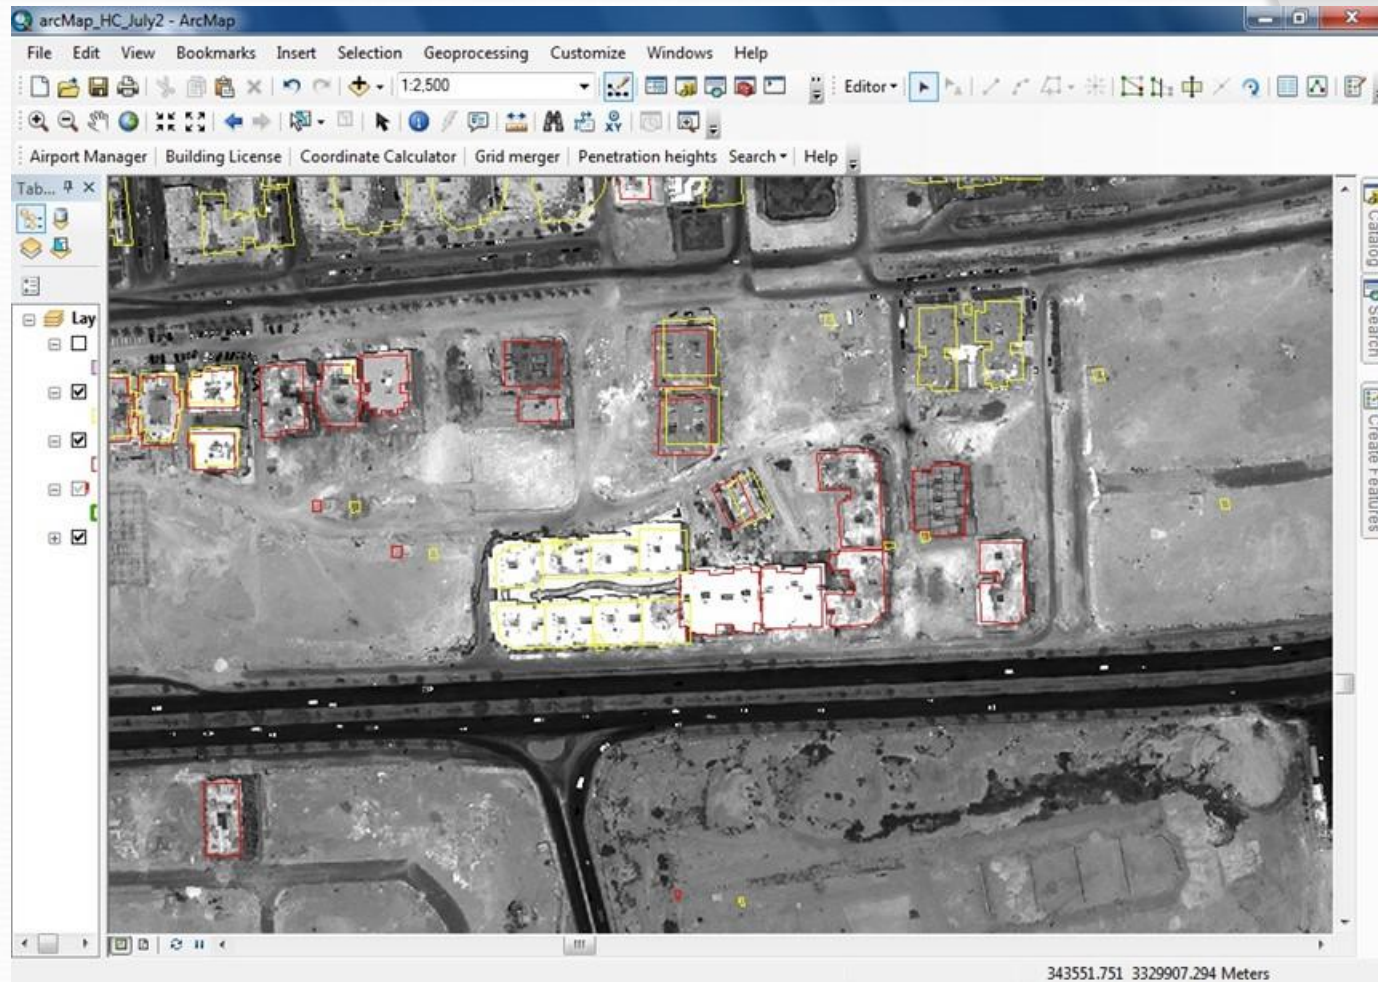 arcMap_HC_July2 - ArcMap
File Edit View Bookmarks Insert Selection Geoprocessing Customize Windows Help
1:2,500 Editor
Airport Manager Building License Coordinate Calculator Grid merger Penetration heights Search Help
Tab...
Lay
Catalog
Search
Create Features
343551.751 3329907.294 Meters